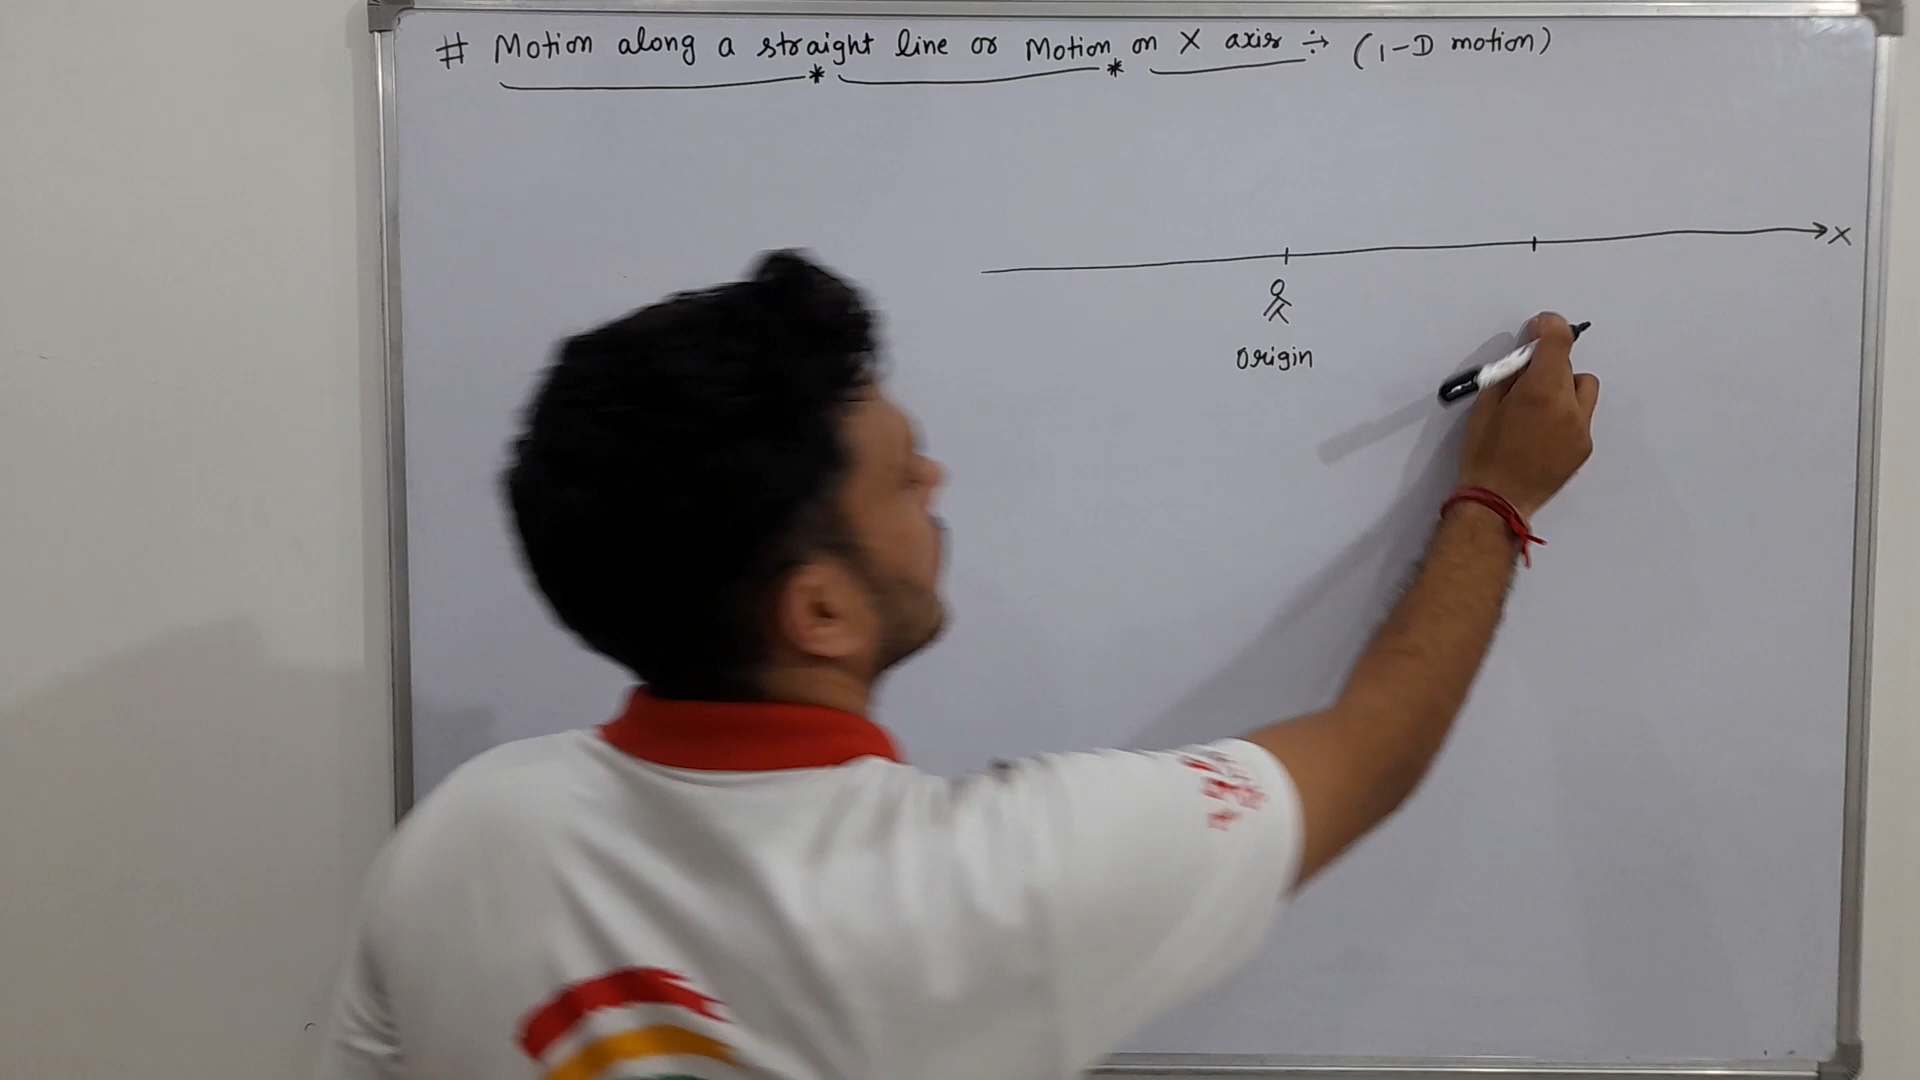 # Motion along a straight line or Motion on X axis ÷ (1-D motion)
X
origin